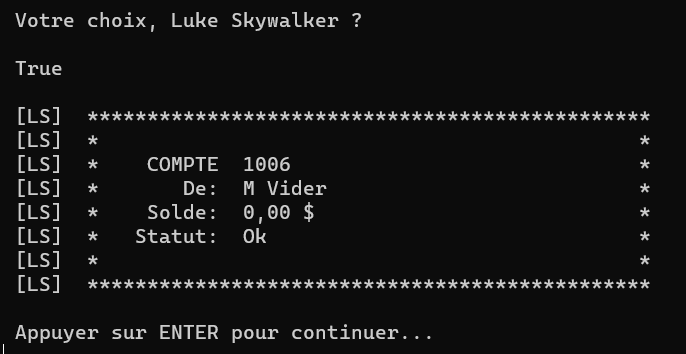 Votre choix, Luke Skywalker ?
True
[LS]  ***********************************************
[LS]  *                                             *
[LS]  *    COMPTE  1006                             *
[LS]  *       De:  M Vider                          *
[LS]  *    Solde:  0,00 $                           *
[LS]  *   Statut:  Ok                               *
[LS]  *                                             *
[LS]  ***********************************************
Appuyer sur ENTER pour continuer...